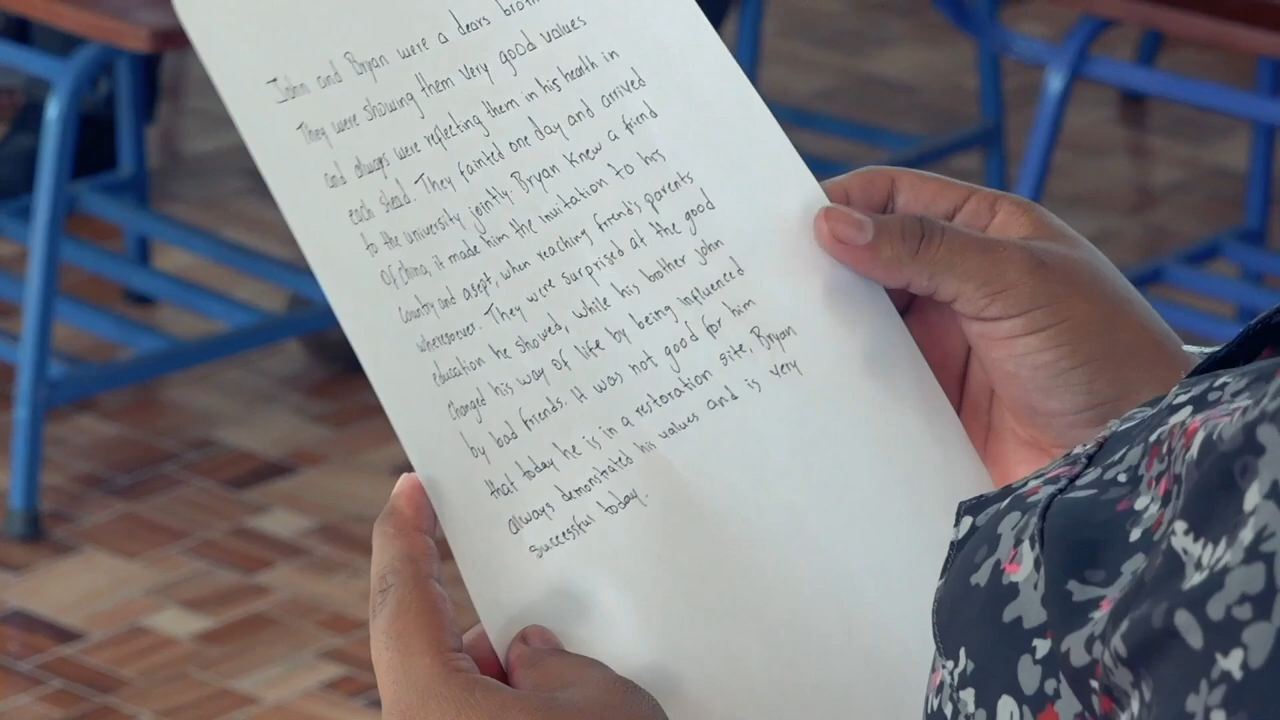 John and Bryan were a dears
They were showing them very good values
and always were reflecting them in his health in
each stead. They fainted one day and arrived
to the university jointly. Bryan knew a friend
Of china, it made him the invitation to his
country and asept, when reaching friend's parents
wheresoever. They were surprised at the good
education he showed, while his brother john
changed his way of life by being influenced
by bad friends. It was not good for him
that today he is in a restoration site, Bryan
always demonstrated his values and is very
successful today.